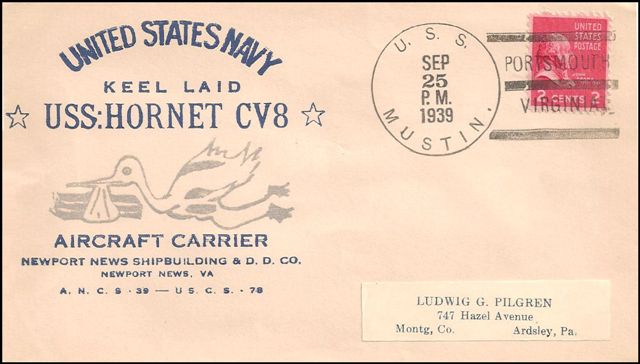 UNITED STATES NAVY
KEEL LAID
☆ USS:HORNET CV8 ☆
AIRCRAFT CARRIER
NEWPORT NEWS SHIPBUILDING & D. D. CO.
NEWPORT NEWS, VA
A. N. C. S - 39 — U S. C. S. - 78
U. S. S.
SEP
25
P. M.
1939
MUSTIN.
UNITED
STATES
POSTAGE
2 CENTS 2
PORTSMOUTH
VIRGINIA
LUDWIG G. PILGREN
747 Hazel Avenue
Montg, Co. Ardsley, Pa.